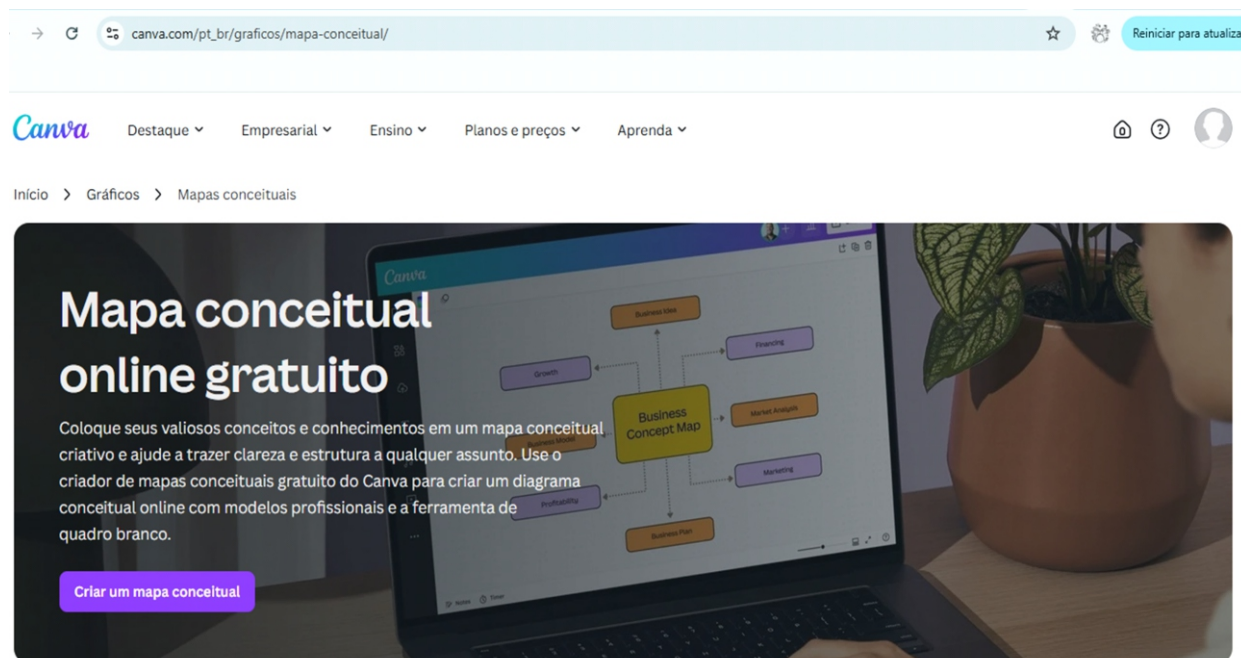 canva.com/pt_br/graficos/mapa-conceitual/
Reiniciar para atualiza
Canva
Destaque
Empresarial
Ensino
Planos e preços
Aprenda
Início > Gráficos > Mapas conceituais
Canva
Mapa conceitual
online gratuito
Coloque seus valiosos conceitos e conhecimentos em um mapa conceitual
criativo e ajude a trazer clareza e estrutura a qualquer assunto. Use o
criador de mapas conceituais gratuito do Canva para criar um diagrama
conceitual online com modelos profissionais e a ferramenta de
quadro branco.
Criar um mapa conceitual
Business Idea
Financing
Growth
Business
Concept Map
Market Analysis
Business Model
Marketing
Profitability
Business Plan
Notes
Timer